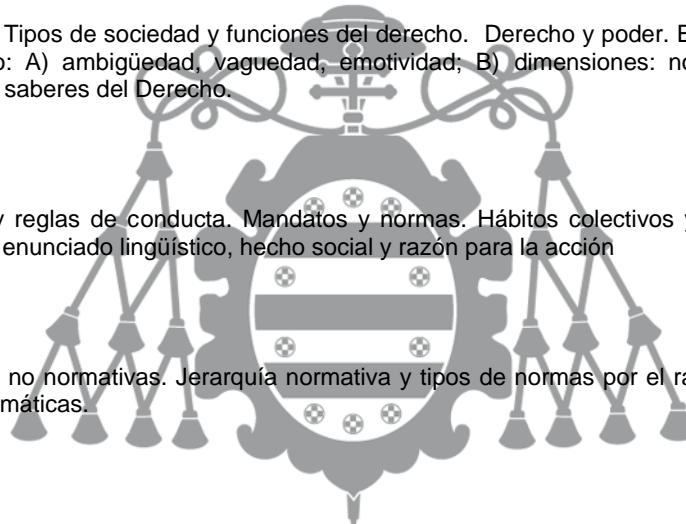 Tipos de sociedad y funciones del derecho. Derecho y poder. E
o: A) ambigüedad, vaguedad, emotividad; B) dimensiones: no
saberes del Derecho.
y reglas de conducta. Mandatos y normas. Hábitos colectivos y
enunciado lingüístico, hecho social y razón para la acción
no normativas. Jerarquía normativa y tipos de normas por el ra
máticas.